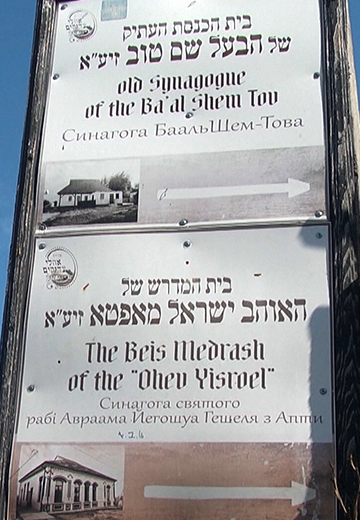 בית הכנסת העתיק
של הבעל שם טוב זיע"א
old Synagogue
of the Ba'al Shem Tov
Синагога БаальШем-Това
אהלי
בית המדרש של
האוהב ישראל מאפטא זיע"א
The Beis Medrash
of the "Ohev Yisroel"
Синагога святого
рабі Авраама Йегошуа Гешеля з Апти